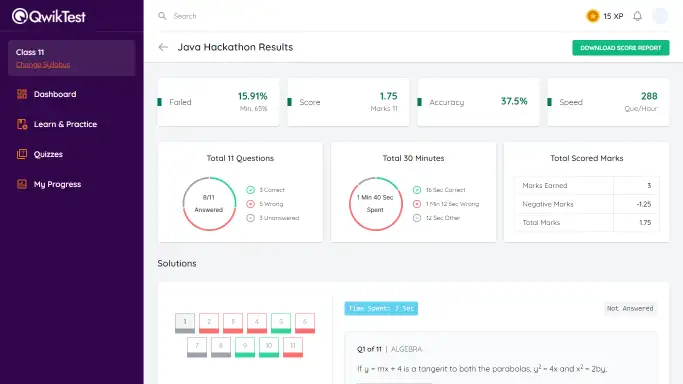 QwikTest
Search
15 XP
Class 11
Change Syllabus
Dashboard
Learn & Practice
Quizzes
My Progress
Java Hackathon Results
DOWNLOAD SCORE REPORT
Failed
15.91%
Min. 65%
Score
1.75
Marks 11
Accuracy
37.5%
Speed
288
Que/Hour
Total 11 Questions
8/11
Answered
3 Correct
5 Wrong
3 Unanswered
Total 30 Minutes
1 Min 40 Sec
Spent
16 Sec Correct
1 Min 12 Sec Wrong
12 Sec Other
Total Scored Marks
Marks Earned 3
Negative Marks -1.25
Total Marks 1.75
Solutions
1 2 3 4 5 6
7 8 9 10 11
Time Spent: 7 Sec
Not Answered
Q1 of 11 | ALGEBRA
If y = mx + 4 is a tangent to both the parabolas, y² = 4x and x² = 2by,